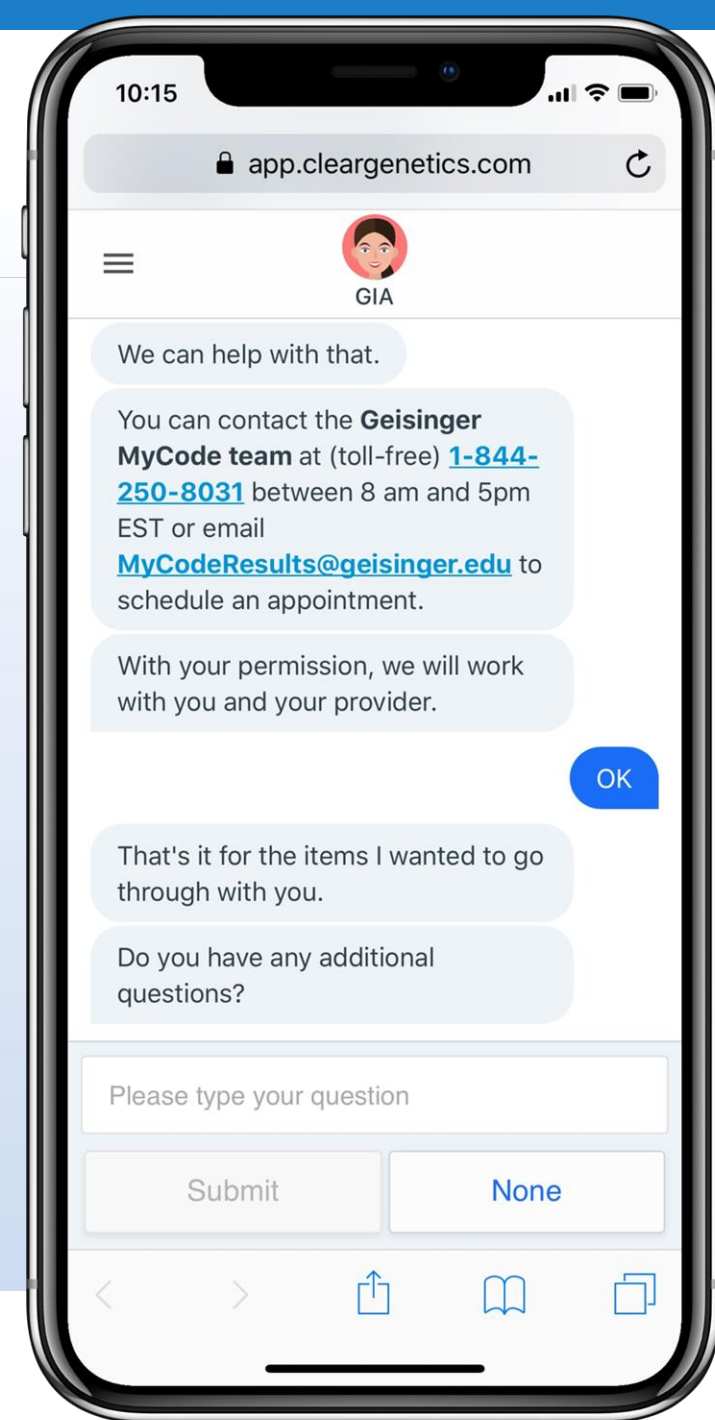 10:15
app.cleargenetics.com
GIA
We can help with that.
You can contact the Geisinger
MyCode team at (toll-free) 1-844-
250-8031 between 8 am and 5pm
EST or email
MyCodeResults@geisinger.edu to
schedule an appointment.
With your permission, we will work
with you and your provider.
OK
That's it for the items I wanted to go
through with you.
Do you have any additional
questions?
Please type your question
Submit
None